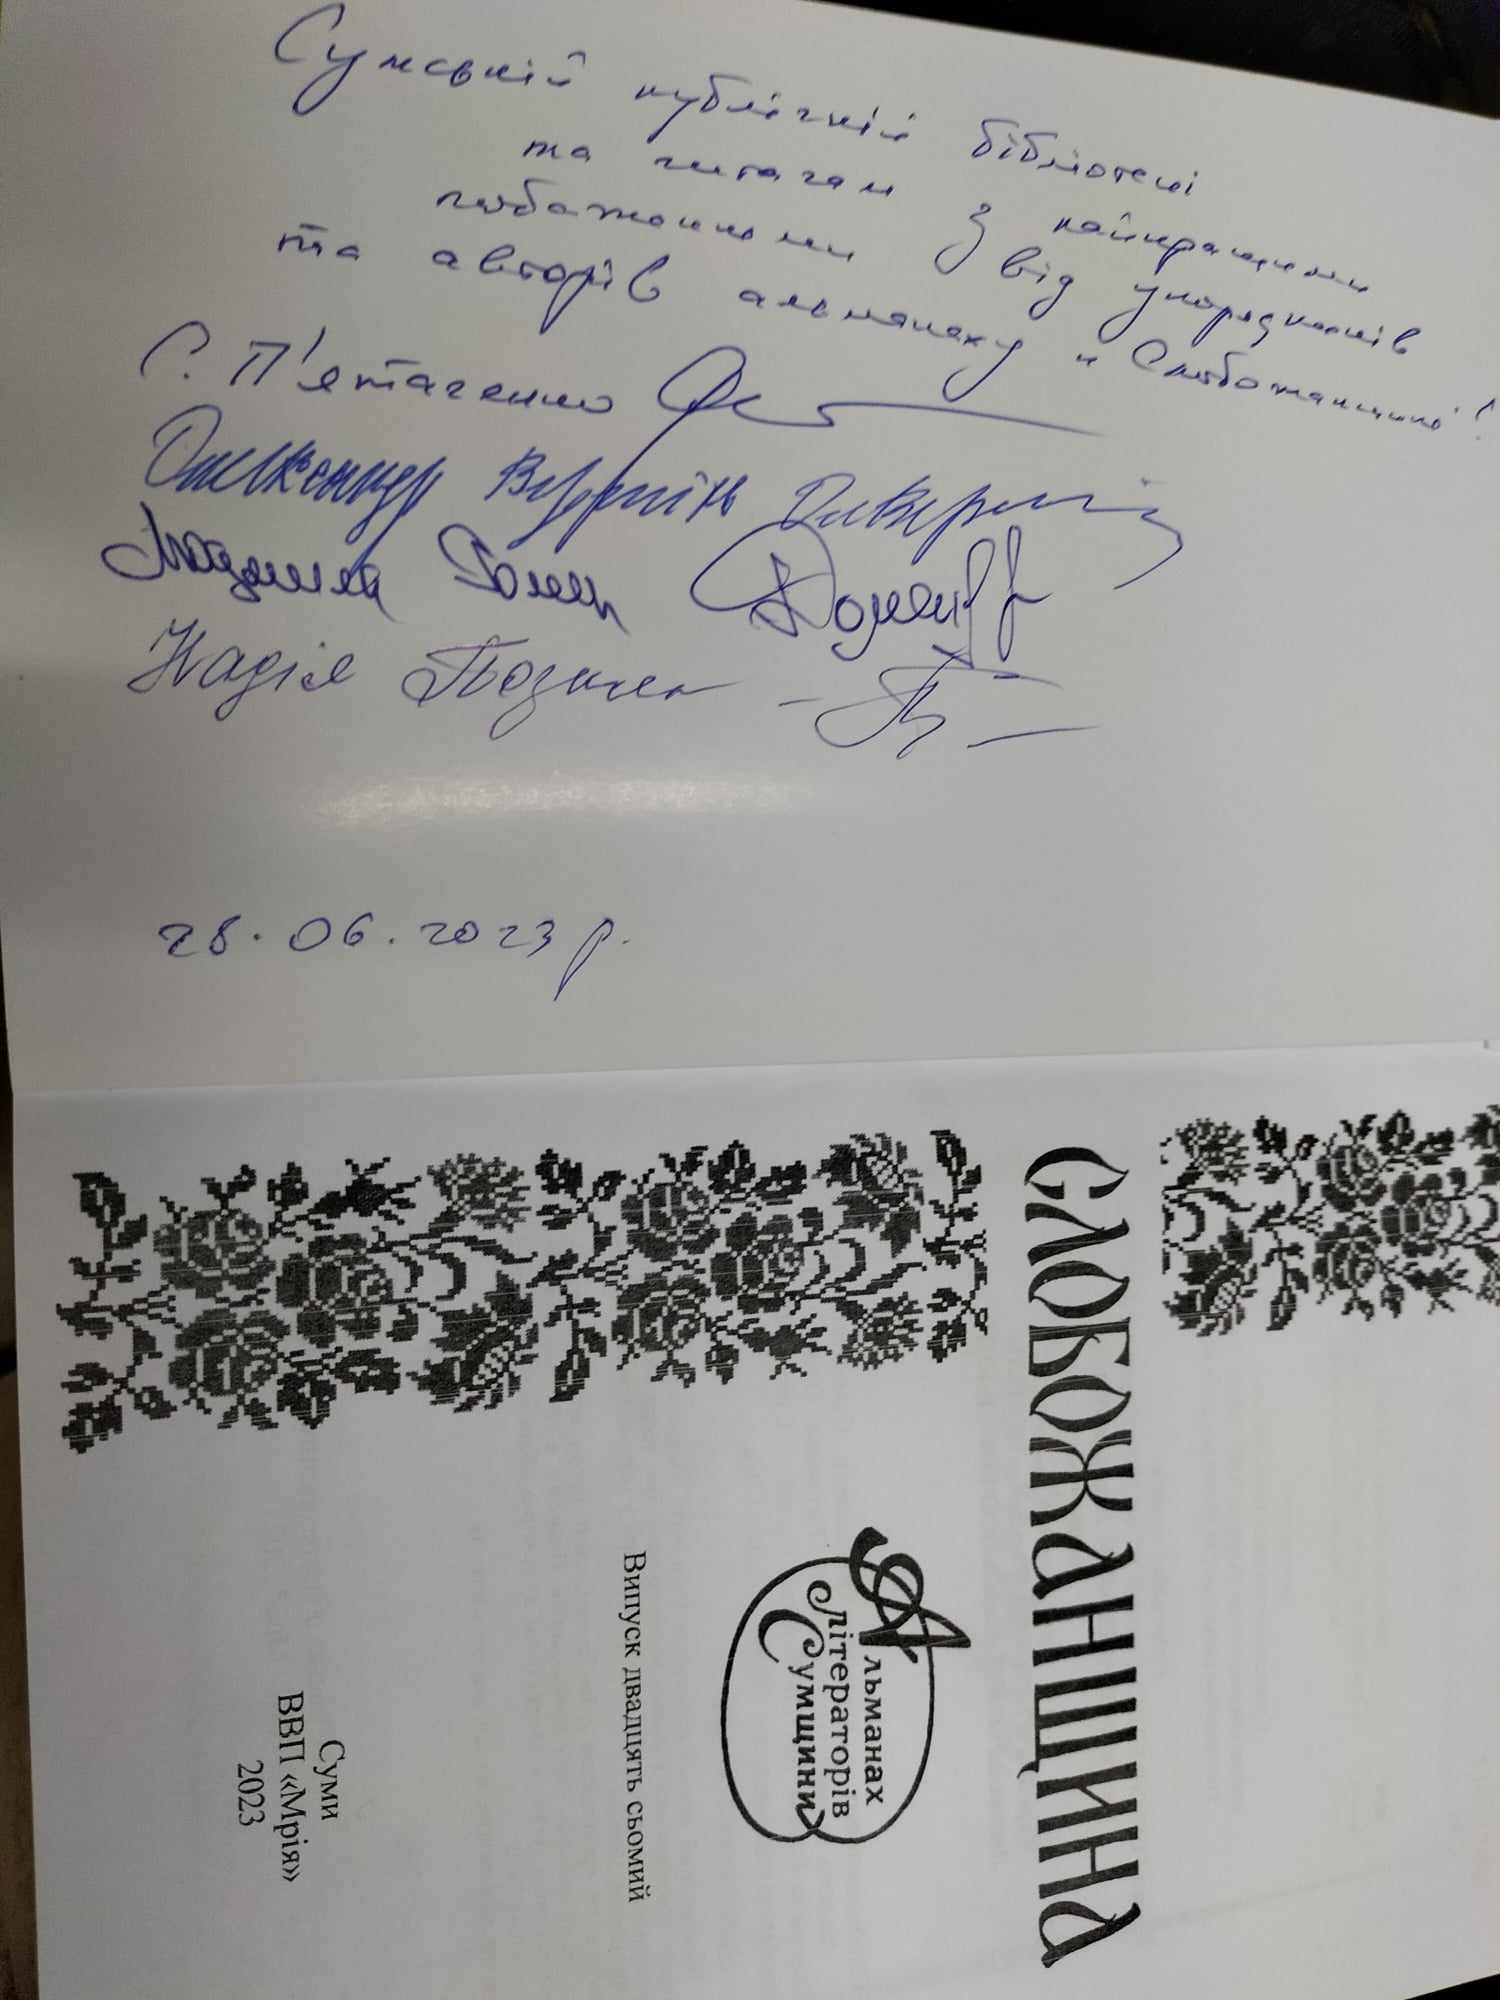 Сумській публічній бібліотеці
та читачам з найкращими
побажаннями від упорядників
та авторів альманаху "Слобожанщина"!
С. П'ятаченко
Олександр Вертіль
Людмила
Надія Позняк
28.06.2023 р.
СЛОБОЖАНЩИНА
Альманах
літераторів
Сумщини
Випуск двадцять сьомий
Суми
ВВП «Мрія»
2023